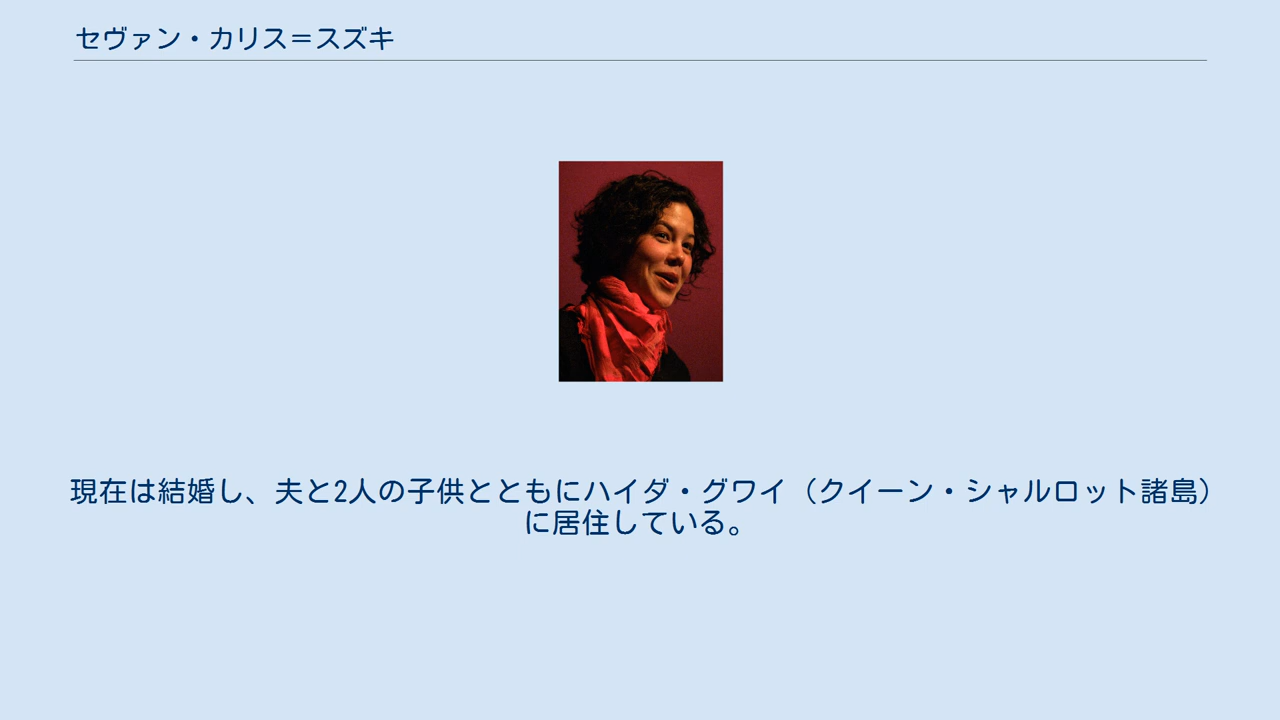 セヴァン・カリス＝スズキ
現在は結婚し、夫と2人の子供とともにハイダ・グワイ（クイーン・シャルロット諸島）
に居住している。